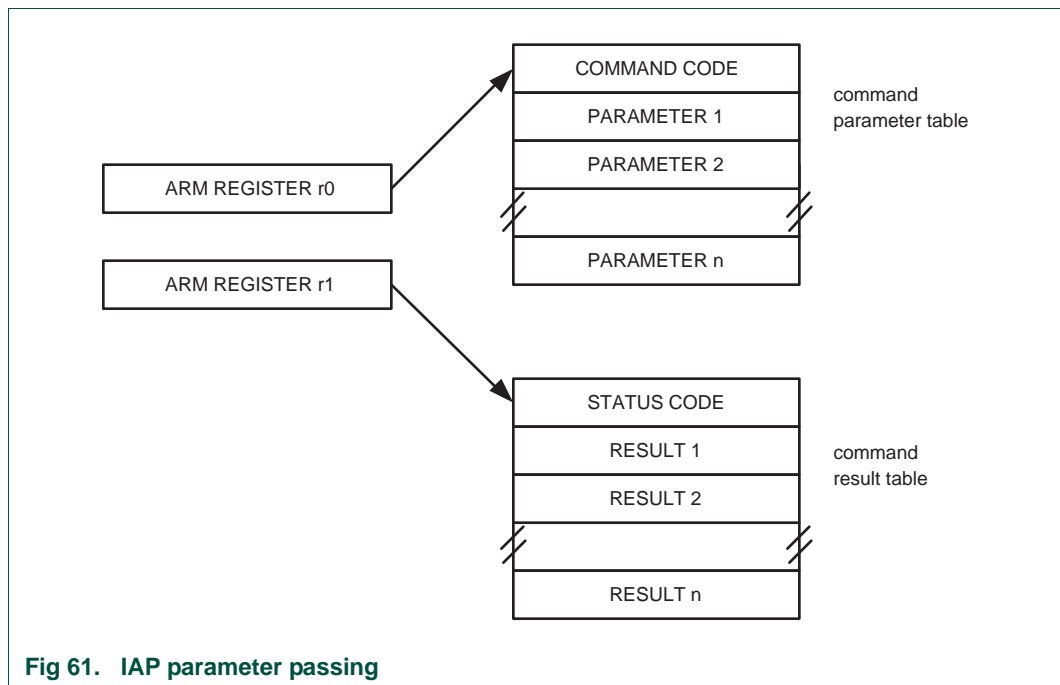 COMMAND CODE
PARAMETER 1
PARAMETER 2
PARAMETER n
command
parameter table
ARM REGISTER r0
ARM REGISTER r1
STATUS CODE
RESULT 1
RESULT 2
RESULT n
command
result table
Fig 61. IAP parameter passing